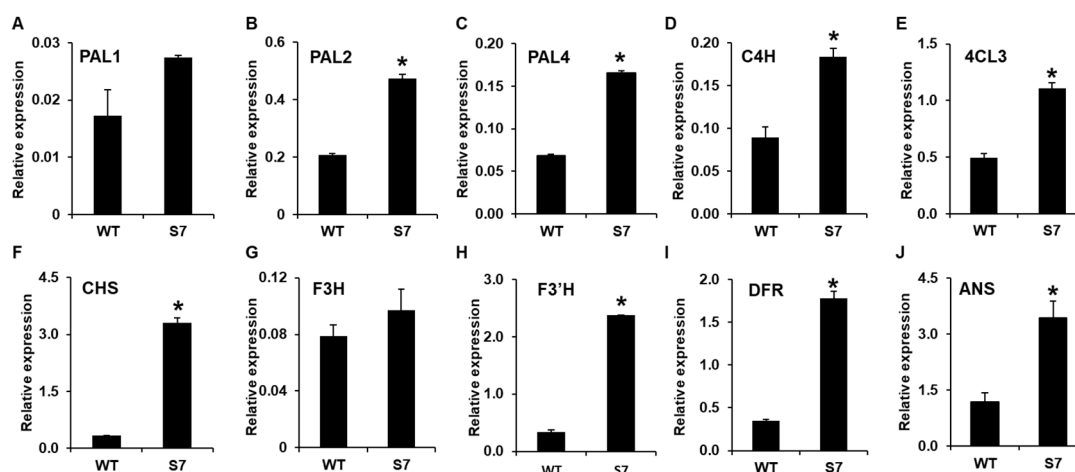 A
PAL1
Relative expression
0.03
0.02
0.01
0
WT S7
B
PAL2
Relative expression
0.6
0.4
0.2
0.0
*
WT S7
C
PAL4
Relative expression
0.20
0.15
0.10
0.05
0.00
*
WT S7
D
C4H
Relative expression
0.20
0.15
0.10
0.05
0.00
*
WT S7
E
4CL3
Relative expression
1.5
1.0
0.5
0.0
*
WT S7
F
CHS
Relative expression
4.5
3.0
1.5
0.0
*
WT S7
G
F3H
Relative expression
0.12
0.08
0.04
0
WT S7
H
F3’H
Relative expression
3.0
2.0
1.0
0.0
*
WT S7
I
DFR
Relative expression
2.0
1.5
1.0
0.5
0.0
*
WT S7
J
ANS
Relative expression
4.5
3.0
1.5
0.0
*
WT S7